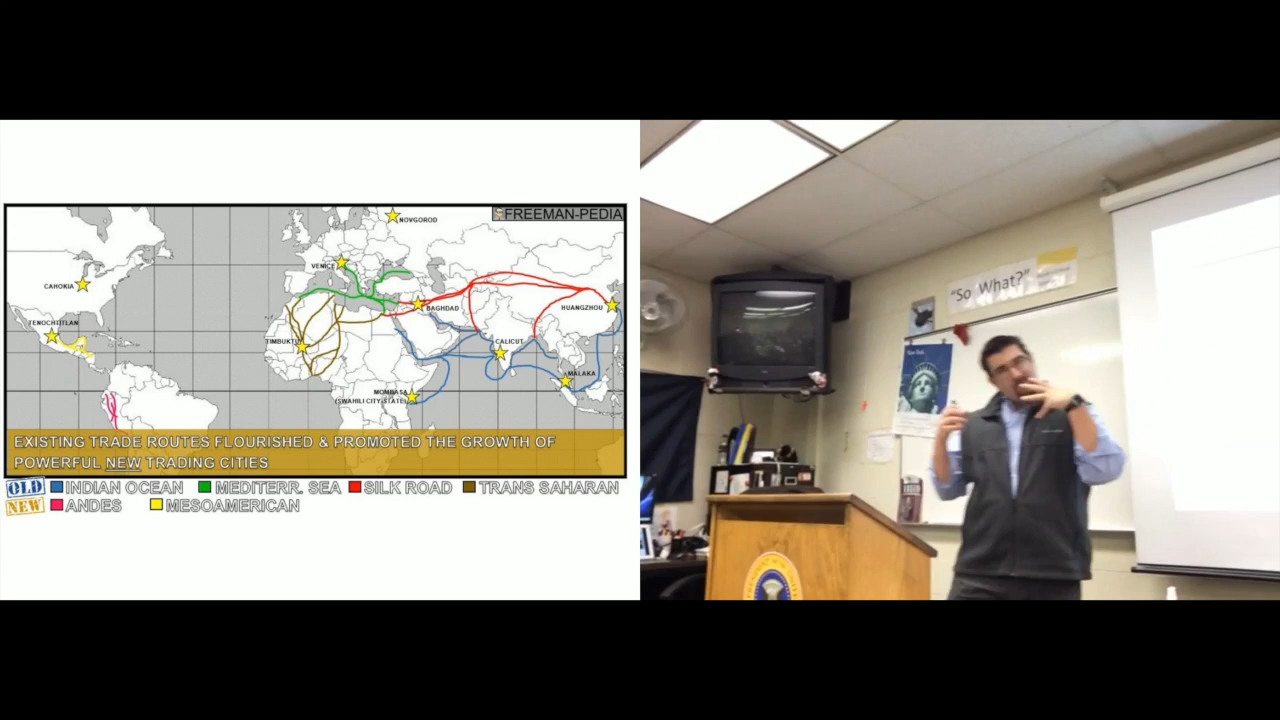 FREEMAN-PEDIA
NOVGOROD
VENICE
CAHOKIA
BAGHDAD
HUANGZHOU
TENOCHTITLAN
TIMBUKTU
CALICUT
MALAKA
MOMBASA
(SWAHILI CITY-STATE)
EXISTING TRADE ROUTES FLOURISHED & PROMOTED THE GROWTH OF
POWERFUL NEW TRADING CITIES
OLD
INDIAN OCEAN
MEDITERR. SEA
SILK ROAD
TRANS SAHARAN
NEW
ANDES
MESOAMERICAN
"So What?"
New York